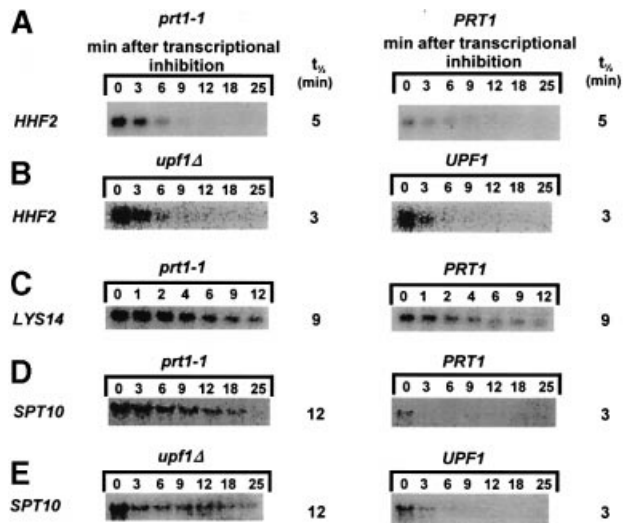 A prt1-1 PRT1
min after transcriptional inhibition t½ (min) min after transcriptional inhibition t½ (min)
0 3 6 9 12 18 25 0 3 6 9 12 18 25
HHF2 5 5
B upf1Δ UPF1
0 3 6 9 12 18 25 0 3 6 9 12 18 25
HHF2 3 3
C prt1-1 PRT1
0 1 2 4 6 9 12 0 1 2 4 6 9 12
LYS14 9 9
D prt1-1 PRT1
0 3 6 9 12 18 25 0 3 6 9 12 18 25
SPT10 12 3
E upf1Δ UPF1
0 3 6 9 12 18 25 0 3 6 9 12 18 25
SPT10 12 3